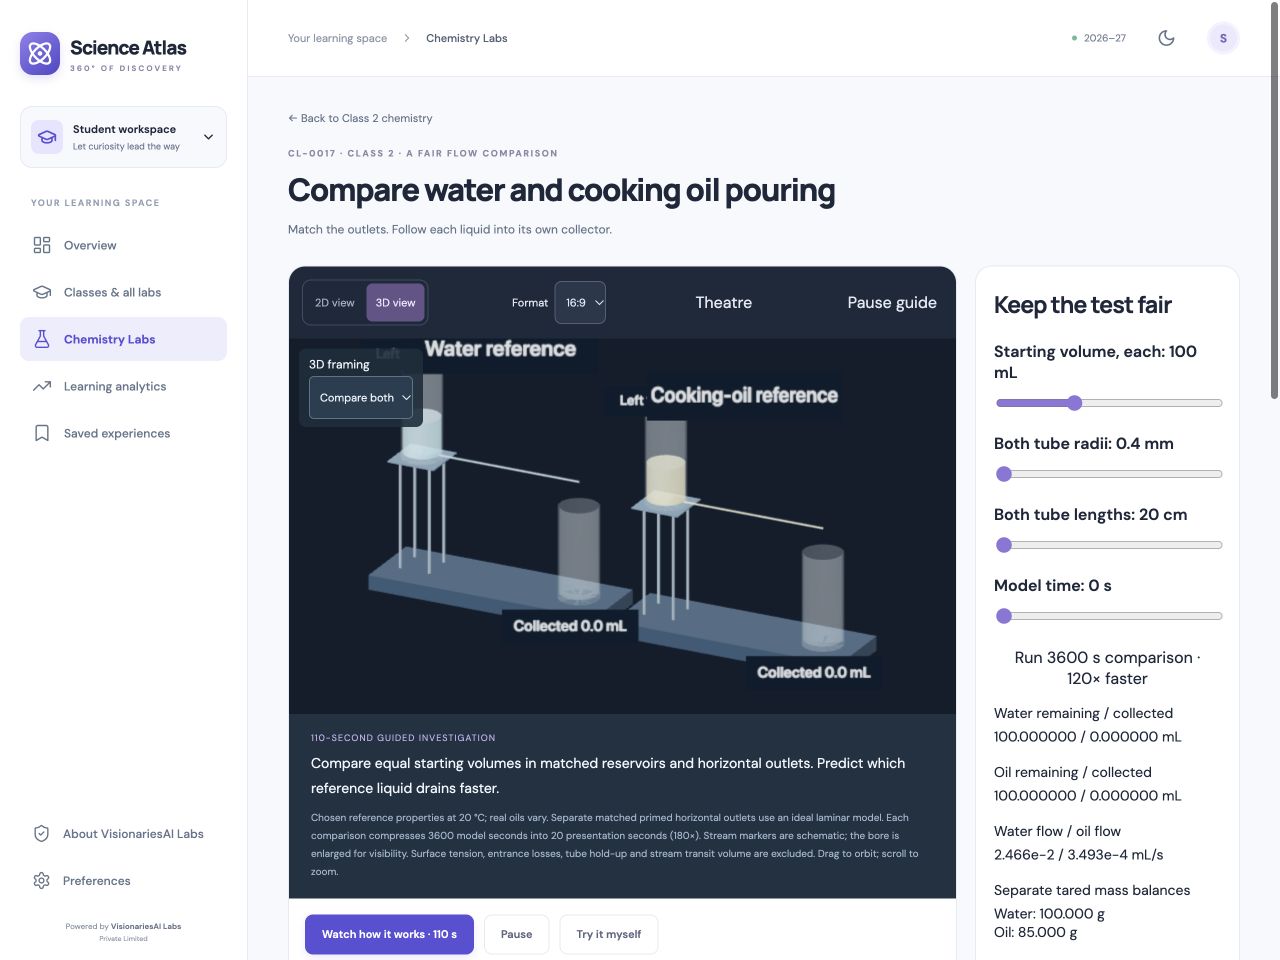 Science Atlas
360° OF DISCOVERY
Student workspace
Let curiosity lead the way
YOUR LEARNING SPACE
Overview
Classes & all labs
Chemistry Labs
Learning analytics
Saved experiences
About VisionariesAI Labs
Preferences
Powered by VisionariesAI Labs
Private Limited
Your learning space
Chemistry Labs
2026–27
S
← Back to Class 2 chemistry
CL-0017 · CLASS 2 · A FAIR FLOW COMPARISON
Compare water and cooking oil pouring
Match the outlets. Follow each liquid into its own collector.
2D view
3D view
Format
16:9
Theatre
Pause guide
3D framing
Compare both
Left
Water reference
Left
Cooking-oil reference
Collected 0.0 mL
Collected 0.0 mL
110-SECOND GUIDED INVESTIGATION
Compare equal starting volumes in matched reservoirs and horizontal outlets. Predict which
reference liquid drains faster.
Chosen reference properties at 20 °C; real oils vary. Separate matched primed horizontal outlets use an ideal laminar model. Each
comparison compresses 3600 model seconds into 20 presentation seconds (180×). Stream markers are schematic; the bore is
enlarged for visibility. Surface tension, entrance losses, tube hold-up and stream transit volume are excluded. Drag to orbit; scroll to
zoom.
Watch how it works · 110 s
Pause
Try it myself
Keep the test fair
Starting volume, each: 100
mL
Both tube radii: 0.4 mm
Both tube lengths: 20 cm
Model time: 0 s
Run 3600 s comparison ·
120× faster
Water remaining / collected
100.000000 / 0.000000 mL
Oil remaining / collected
100.000000 / 0.000000 mL
Water flow / oil flow
2.466e-2 / 3.493e-4 mL/s
Separate tared mass balances
Water: 100.000 g
Oil: 85.000 g